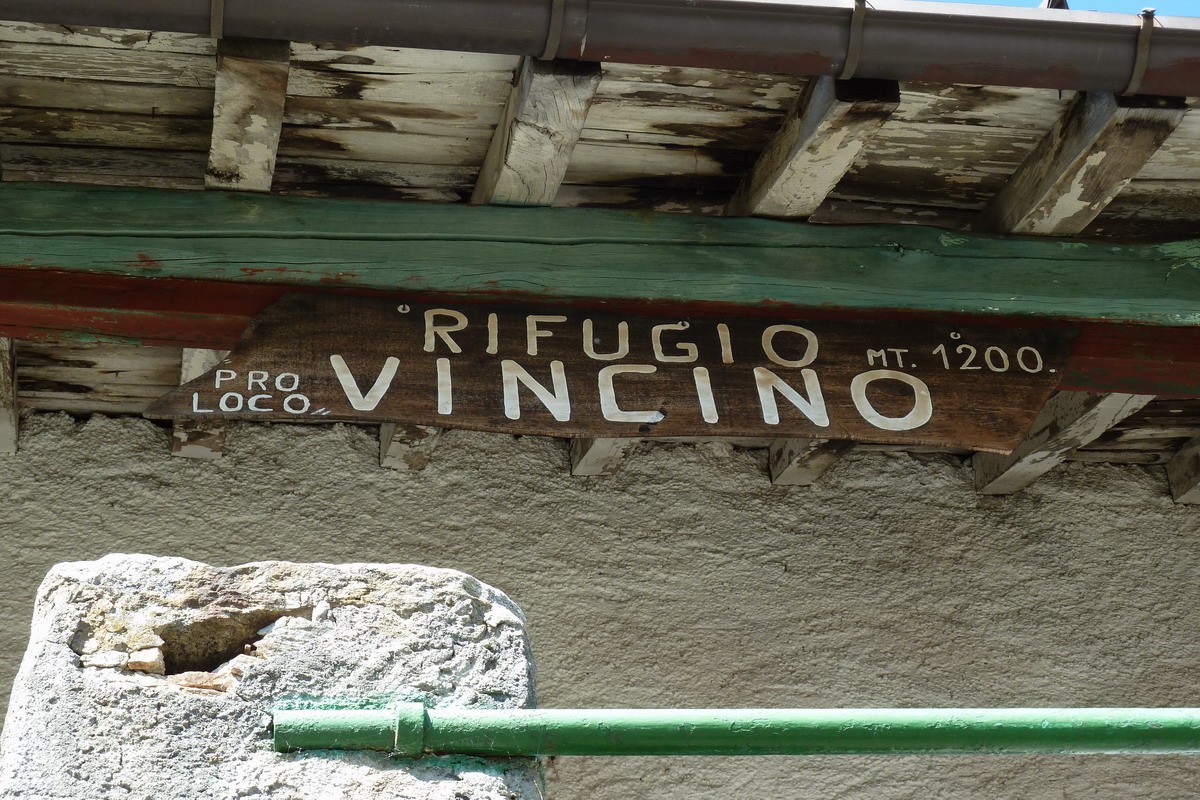 RIFUGIO
PRO LOCO„ VINCINO MT. 1200.